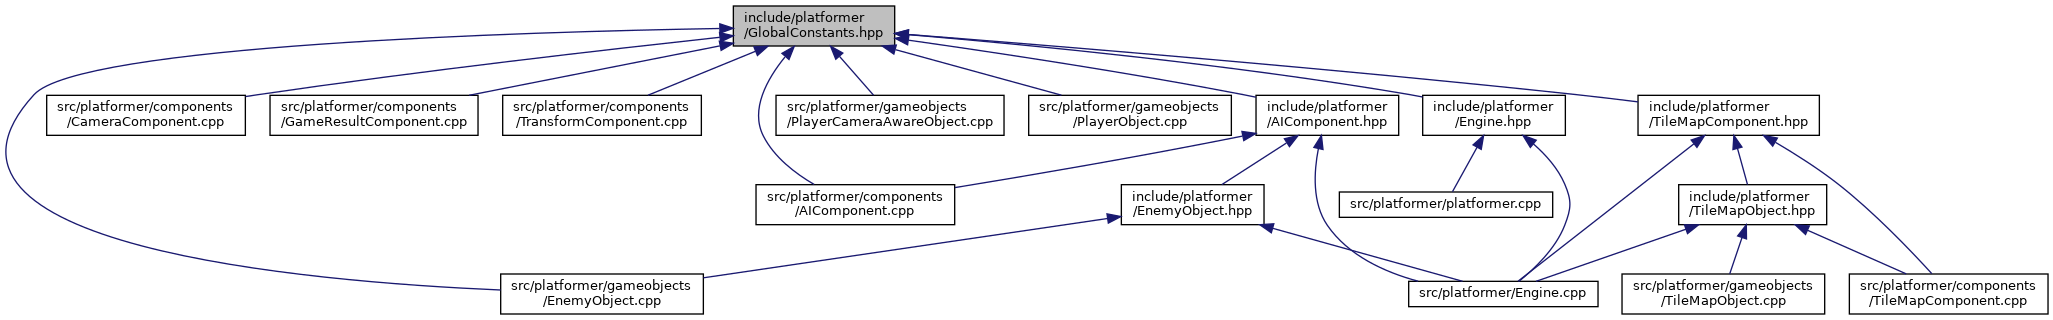 include/platformer
/GlobalConstants.hpp
src/platformer/components
/CameraComponent.cpp
src/platformer/components
/GameResultComponent.cpp
src/platformer/components
/TransformComponent.cpp
src/platformer/gameobjects
/PlayerCameraAwareObject.cpp
src/platformer/gameobjects
/PlayerObject.cpp
include/platformer
/AIComponent.hpp
include/platformer
/Engine.hpp
include/platformer
/TileMapComponent.hpp
src/platformer/components
/AIComponent.cpp
include/platformer
/EnemyObject.hpp
src/platformer/platformer.cpp
include/platformer
/TileMapObject.hpp
src/platformer/gameobjects
/EnemyObject.cpp
src/platformer/Engine.cpp
src/platformer/gameobjects
/TileMapObject.cpp
src/platformer/components
/TileMapComponent.cpp